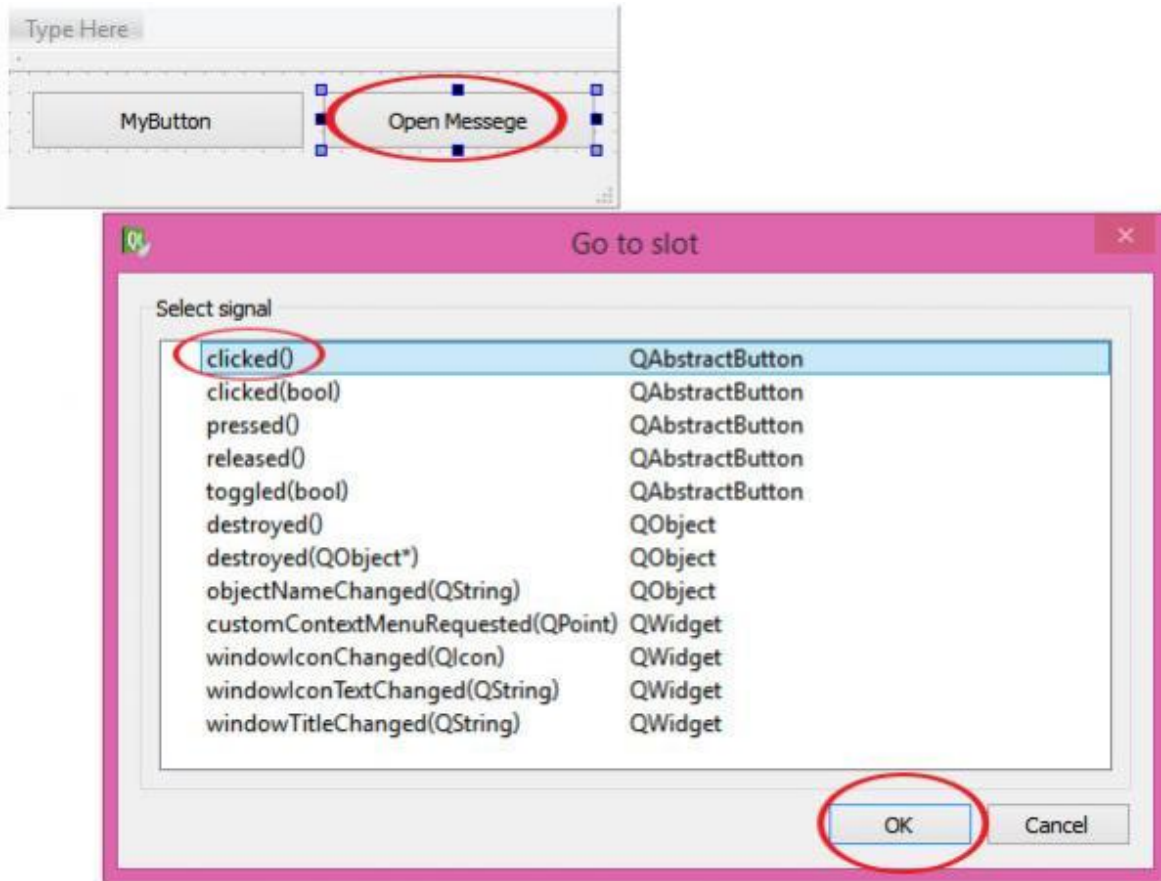 Type Here
MyButton Open Messege
Go to slot
Select signal
clicked() QAbstractButton
clicked(bool) QAbstractButton
pressed() QAbstractButton
released() QAbstractButton
toggled(bool) QAbstractButton
destroyed() QObject
destroyed(QObject*) QObject
objectNameChanged(QString) QObject
customContextMenuRequested(QPoint) QWidget
windowIconChanged(QIcon) QWidget
windowIconTextChanged(QString) QWidget
windowTitleChanged(QString) QWidget
OK Cancel